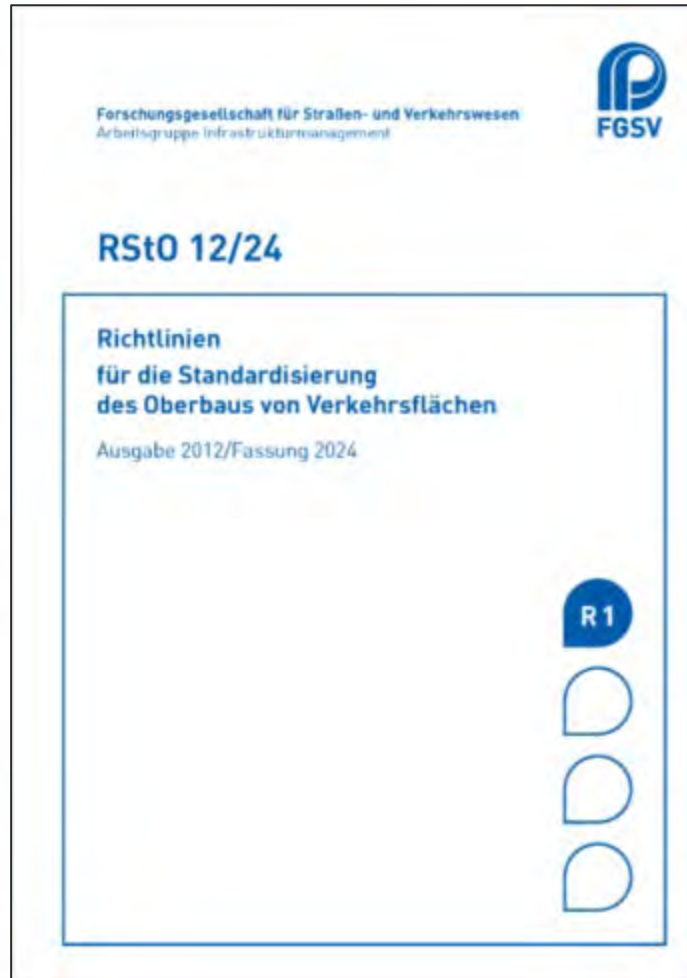 Forschungsgesellschaft für Straßen- und Verkehrswesen
Arbeitsgruppe Infrastrukturmanagement
FGSV
RStO 12/24
Richtlinien
für die Standardisierung
des Oberbaus von Verkehrsflächen
Ausgabe 2012/Fassung 2024
R 1